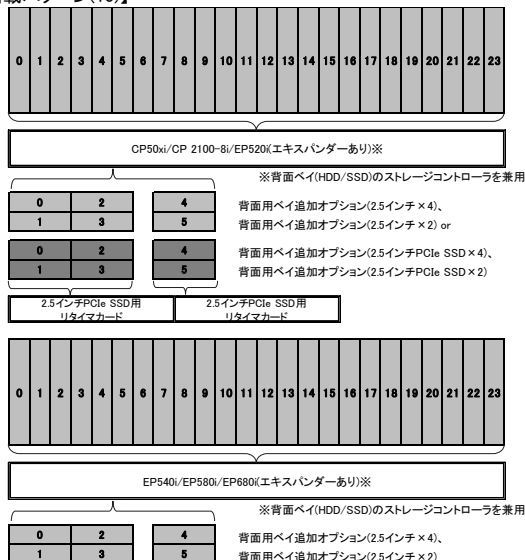 0 1 2 3 4 5 6 7 8 9 10 11 12 13 14 15 16 17 18 19 20 21 22 23
CP50xi/CP 2100-8i/EP520i(エキスパンダーあり)※
※背面ベイ(HDD/SSD)のストレージコントローラを兼用
0 2 4 背面用ベイ追加オプション(2.5インチ×4)、
1 3 5 背面用ベイ追加オプション(2.5インチ×2) or
0 2 4 背面用ベイ追加オプション(2.5インチPCIe SSD×4)、
1 3 5 背面用ベイ追加オプション(2.5インチPCIe SSD×2)
2.5インチPCIe SSD用 2.5インチPCIe SSD用
リタイマカード リタイマカード
0 1 2 3 4 5 6 7 8 9 10 11 12 13 14 15 16 17 18 19 20 21 22 23
EP540i/EP580i/EP680i(エキスパンダーあり)※
※背面ベイ(HDD/SSD)のストレージコントローラを兼用
0 2 4 背面用ベイ追加オプション(2.5インチ×4)、
1 3 5 背面用ベイ追加オプション(2.5インチ×2)